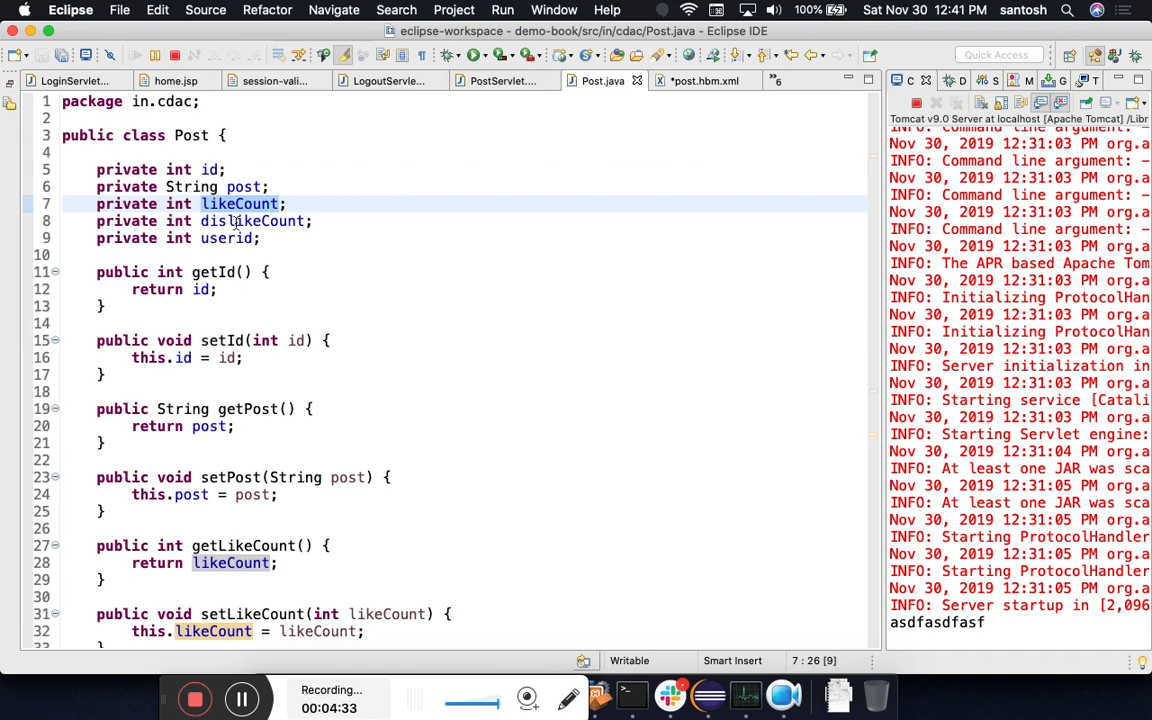 Eclipse File Edit Source Refactor Navigate Search Project Run Window Help 100% Sat Nov 30 12:41 PM santosh
eclipse-workspace - demo-book/src/in/cdac/Post.java - Eclipse IDE
Quick Access
LoginServlet... home.jsp session-vali... LogoutServle... PostServlet.... Post.java *post.hbm.xml »6 C D S M G T
1 package in.cdac;
2
3 public class Post {
4
5 private int id;
6 private String post;
7 private int likeCount;
8 private int dislikeCount;
9 private int userid;
10
11 public int getId() {
12 return id;
13 }
14
15 public void setId(int id) {
16 this.id = id;
17 }
18
19 public String getPost() {
20 return post;
21 }
22
23 public void setPost(String post) {
24 this.post = post;
25 }
26
27 public int getLikeCount() {
28 return likeCount;
29 }
30
31 public void setLikeCount(int likeCount) {
32 this.likeCount = likeCount;
33 }
Tomcat v9.0 Server at localhost [Apache Tomcat] /Libr
INFO: Command line argument: -
Nov 30, 2019 12:31:03 PM org.a
INFO: Command line argument: -
Nov 30, 2019 12:31:03 PM org.a
INFO: Command line argument: -
Nov 30, 2019 12:31:03 PM org.a
INFO: Command line argument: -
Nov 30, 2019 12:31:03 PM org.a
INFO: The APR based Apache Tom
Nov 30, 2019 12:31:03 PM org.a
INFO: Initializing ProtocolHan
Nov 30, 2019 12:31:03 PM org.a
INFO: Initializing ProtocolHan
Nov 30, 2019 12:31:03 PM org.a
INFO: Server initialization in
Nov 30, 2019 12:31:03 PM org.a
INFO: Starting service [Catali
Nov 30, 2019 12:31:03 PM org.a
INFO: Starting Servlet engine:
Nov 30, 2019 12:31:04 PM org.a
INFO: At least one JAR was sca
Nov 30, 2019 12:31:05 PM org.a
INFO: At least one JAR was sca
Nov 30, 2019 12:31:05 PM org.a
INFO: Starting ProtocolHandler
Nov 30, 2019 12:31:05 PM org.a
INFO: Starting ProtocolHandler
Nov 30, 2019 12:31:05 PM org.a
INFO: Server startup in [2,096
asdfasdfasf
Writable Smart Insert 7 : 26 [9]
Recording...
00:04:33